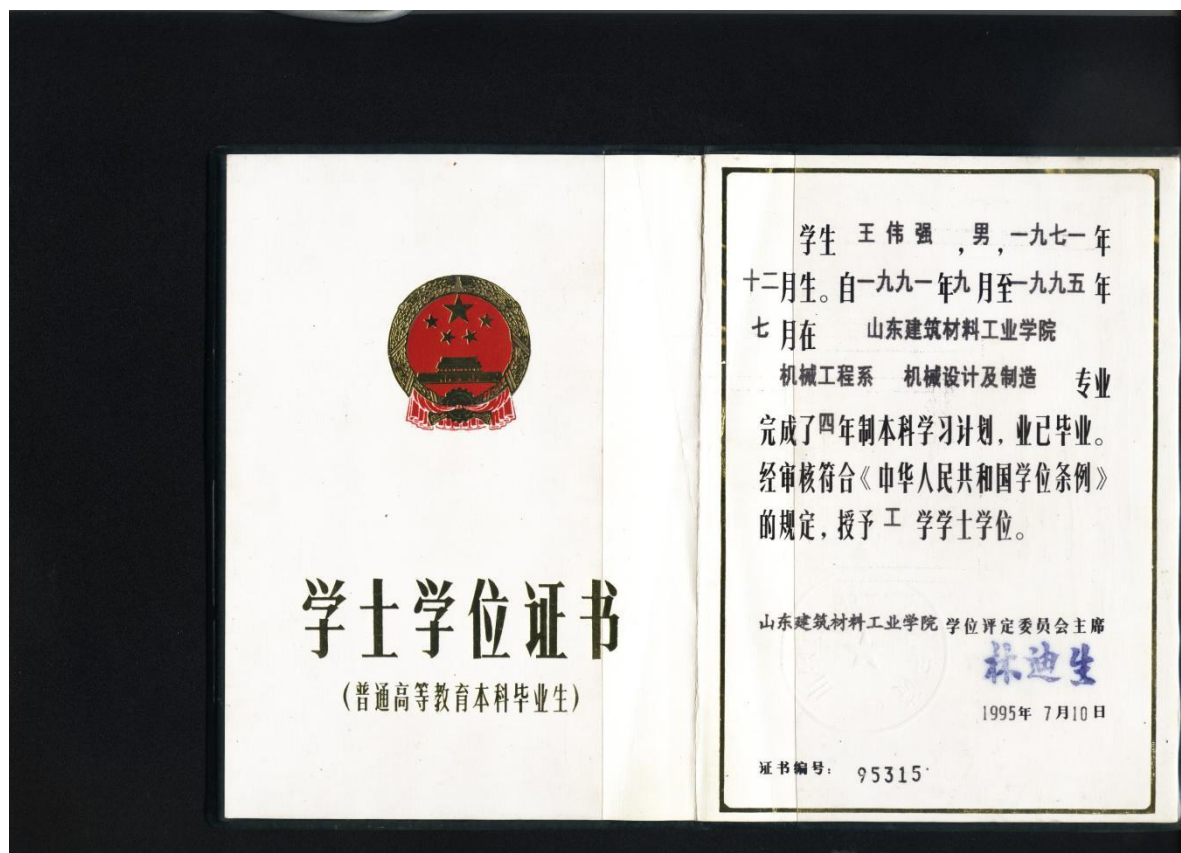 学士学位证书
(普通高等教育本科毕业生)
学生 王伟强 , 男 , 一九七一 年
十二月生。自一九九一年九月至一九九五年
七月在 山东建筑材料工业学院
机械工程系 机械设计及制造 专业
完成了四年制本科学习计划, 业已毕业。
经审核符合《中华人民共和国学位条例》
的规定, 授予 工 学学士学位。
山东建筑材料工业学院 学位评定委员会主席
林迪生
1995年 7月10日
证书编号: 95315